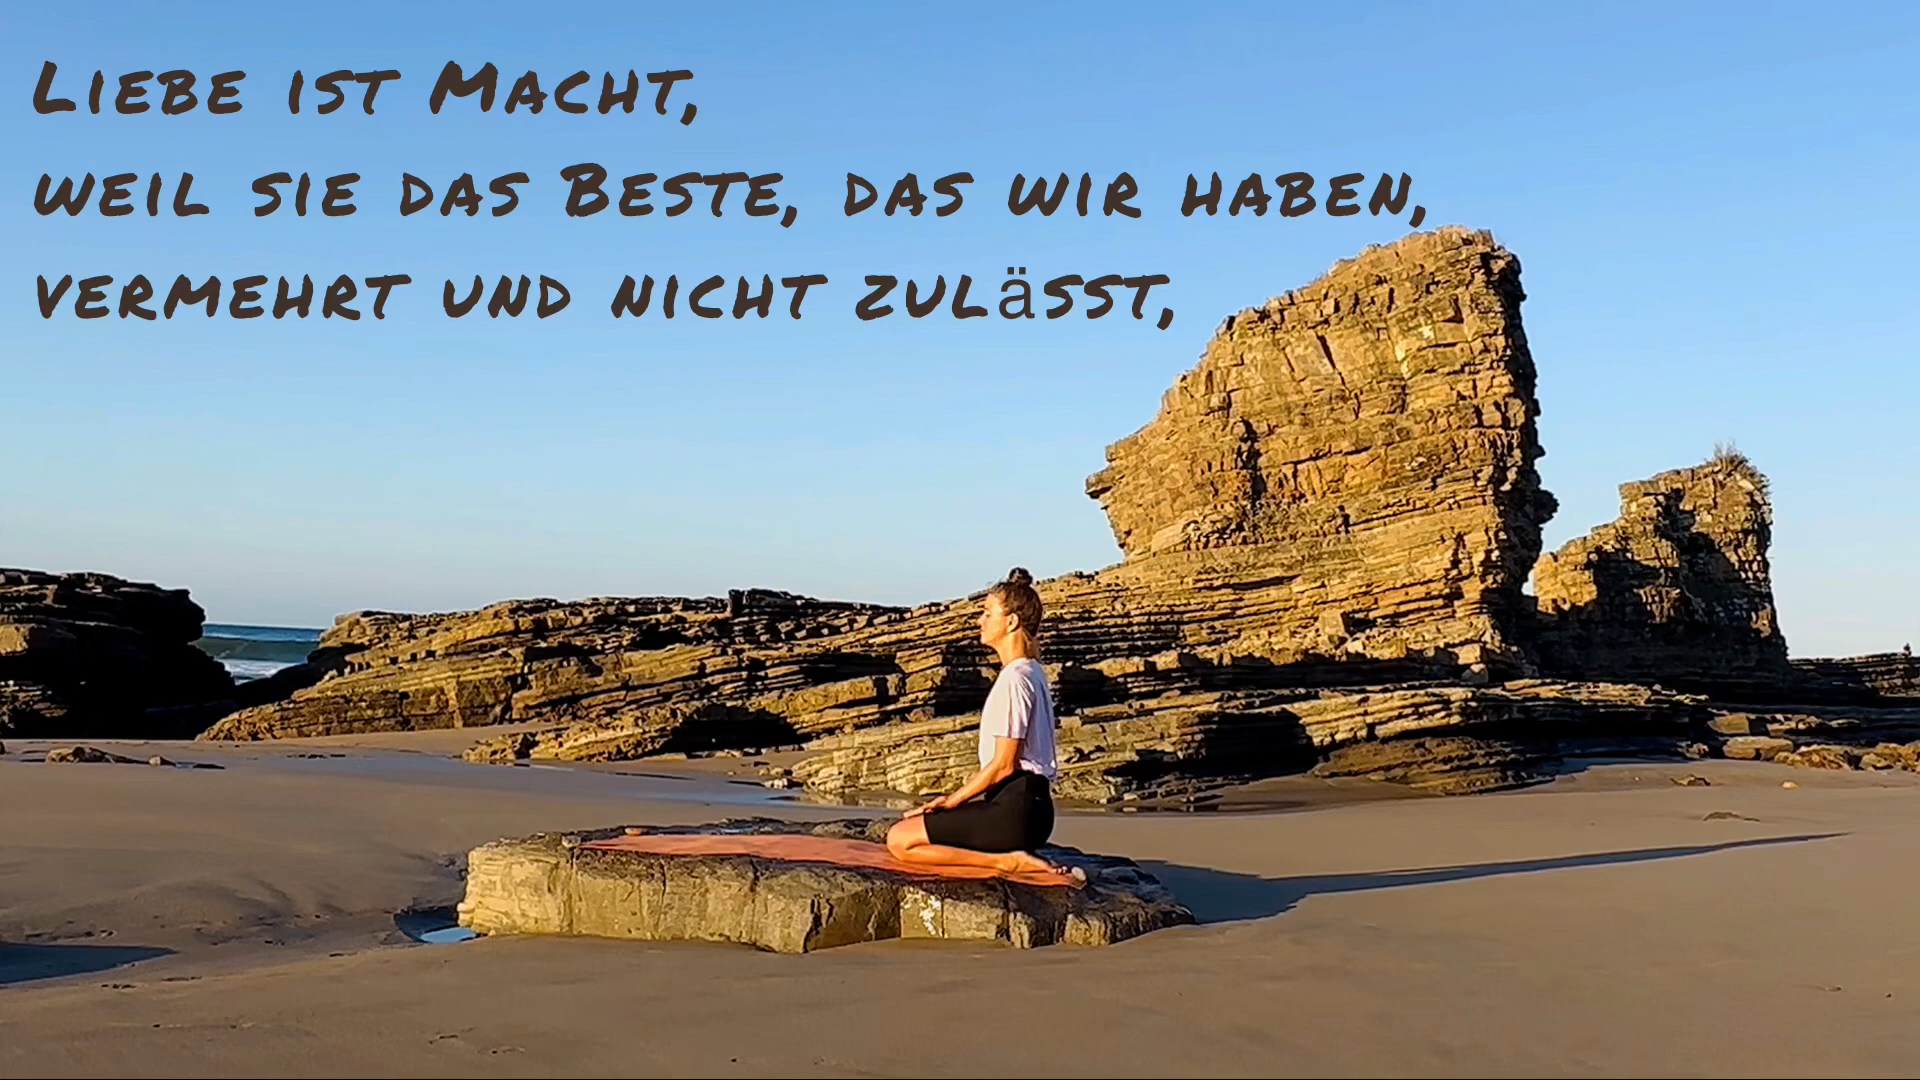 Liebe ist Macht,
weil sie das Beste, das wir haben,
vermehrt und nicht zulässt,